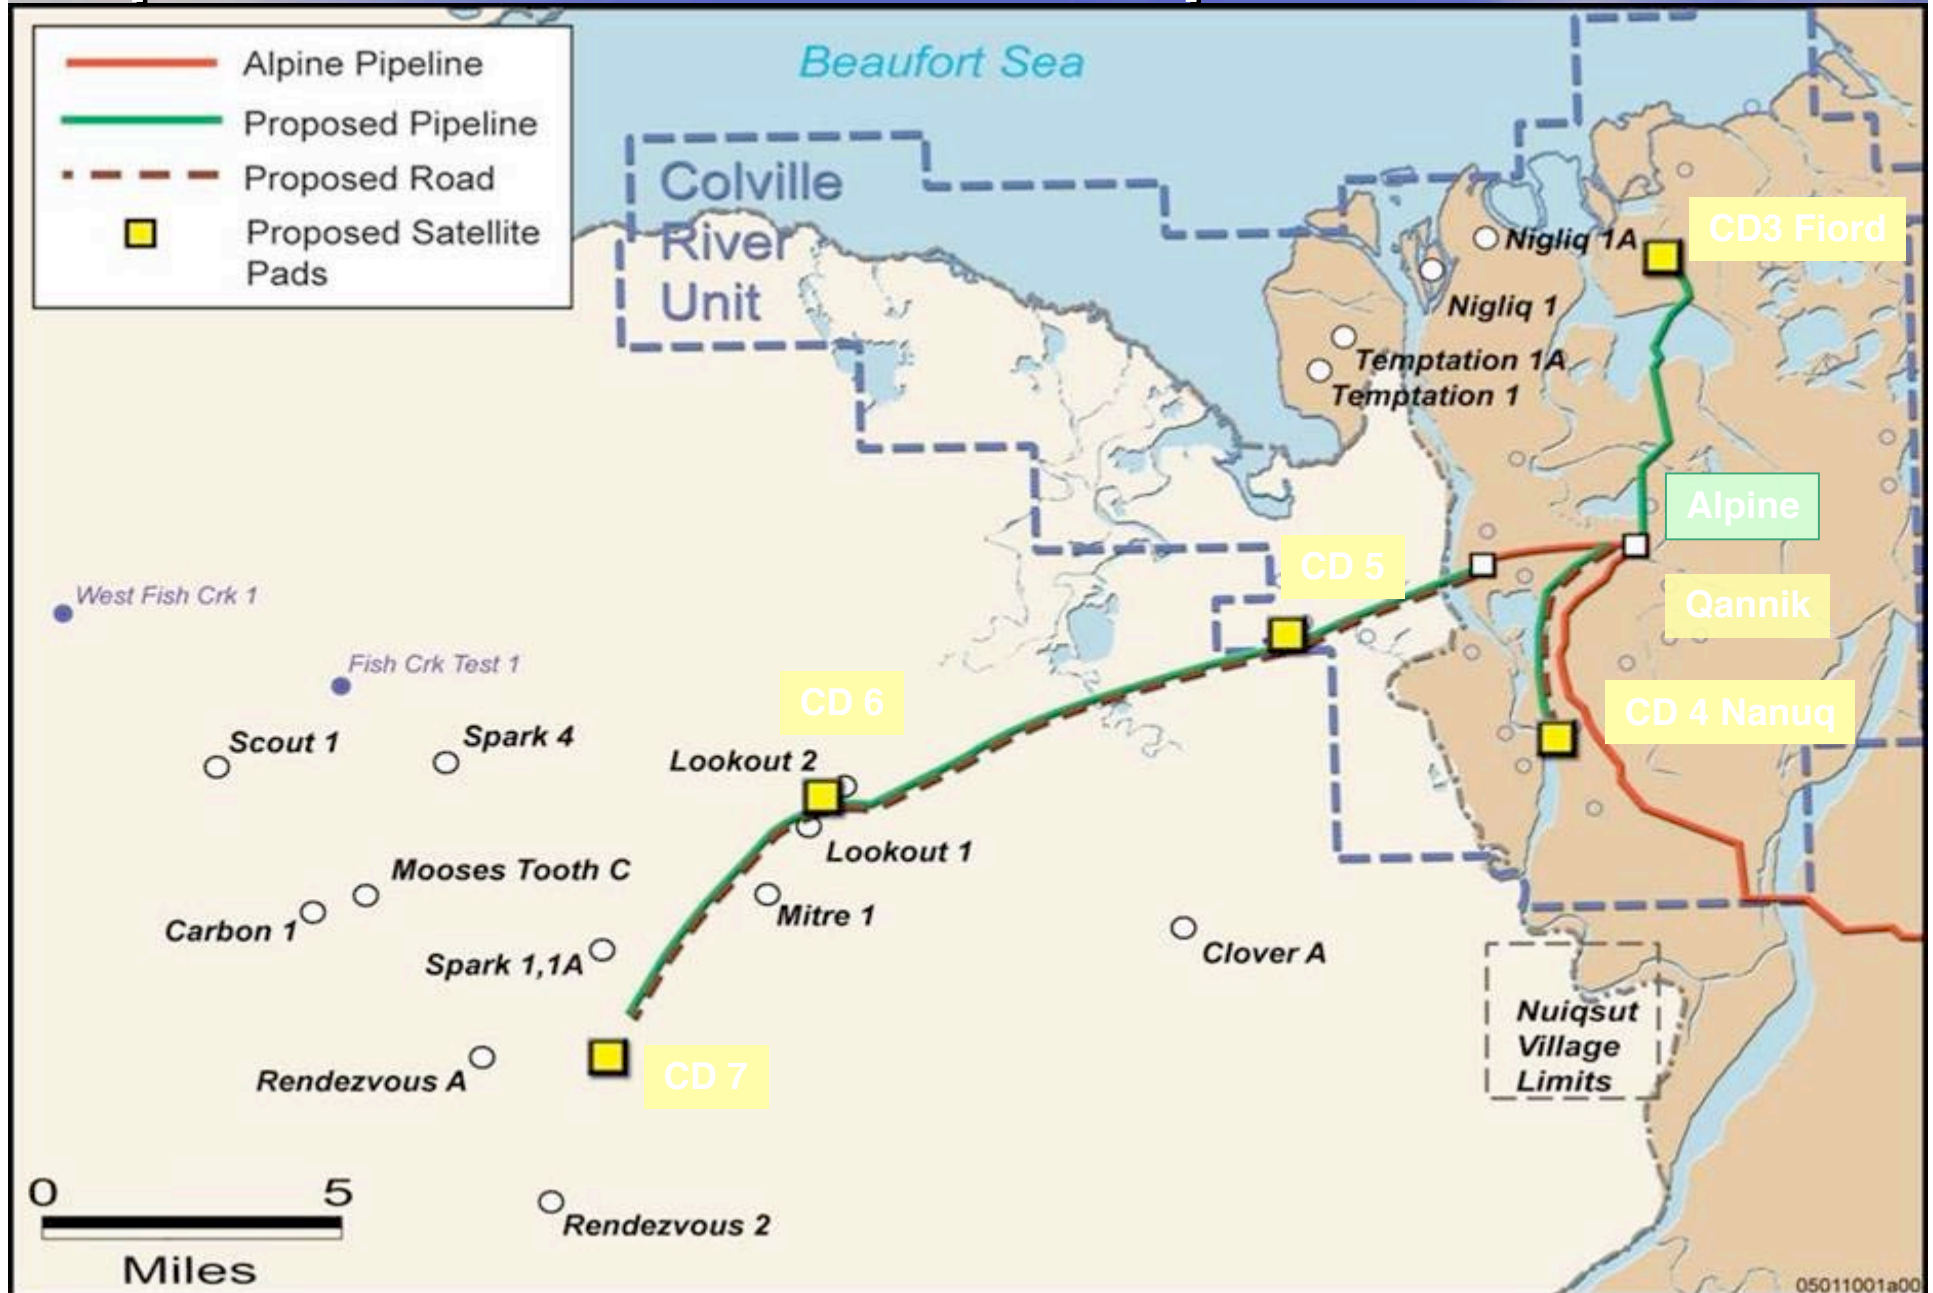 Alpine Pipeline
Proposed Pipeline
Proposed Road
Proposed Satellite
Pads
Beaufort Sea
Colville
River
Unit
CD3 Fiord
Nigliq 1A
Nigliq 1
Temptation 1A
Temptation 1
Alpine
CD 5
Qannik
West Fish Crk 1
Fish Crk Test 1
CD 6
CD 4 Nanuq
Scout 1
Spark 4
Lookout 2
Lookout 1
Mooses Tooth C
Carbon 1
Mitre 1
Spark 1,1A
Clover A
Nuiqsut
Village
Limits
Rendezvous A
CD 7
Rendezvous 2
0 5
Miles
05011001a00